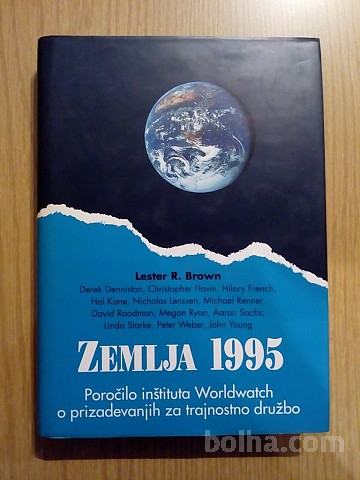 Lester R. Brown
Derek Denniston, Christopher Flavin, Hilary French,
Hal Kane, Nicholas Lenssen, Michael Renner,
David Roodman, Megan Ryan, Aaron Sachs,
Linda Starke, Peter Weber, John Young
ZEMLJA 1995
Poročilo inštituta Worldwatch
o prizadevanjih za trajnostno družbo
bolha.com